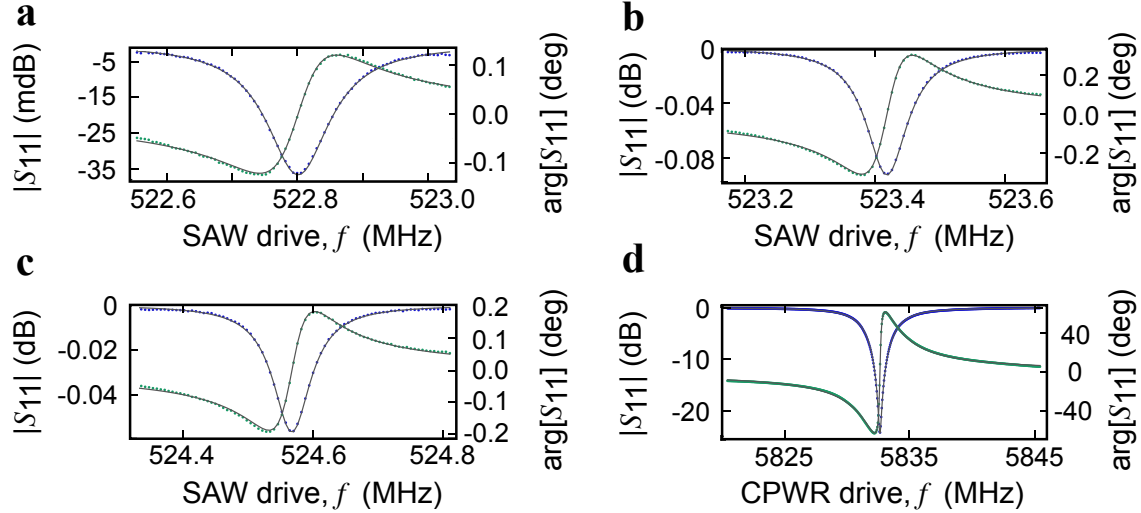 a
|S11| (mdB)
-5
-15
-25
-35
0.1
0.0
-0.1
arg[S11] (deg)
522.6
522.8
523.0
SAW drive, f (MHz)
b
|S11| (dB)
0
-0.04
-0.08
0.2
0.0
-0.2
arg[S11] (deg)
523.2
523.4
523.6
SAW drive, f (MHz)
c
|S11| (dB)
0
-0.02
-0.04
0.2
0.1
0.0
-0.1
-0.2
arg[S11] (deg)
524.4
524.6
524.8
SAW drive, f (MHz)
d
|S11| (dB)
0
-10
-20
40
0
-40
arg[S11] (deg)
5825
5835
5845
CPWR drive, f (MHz)